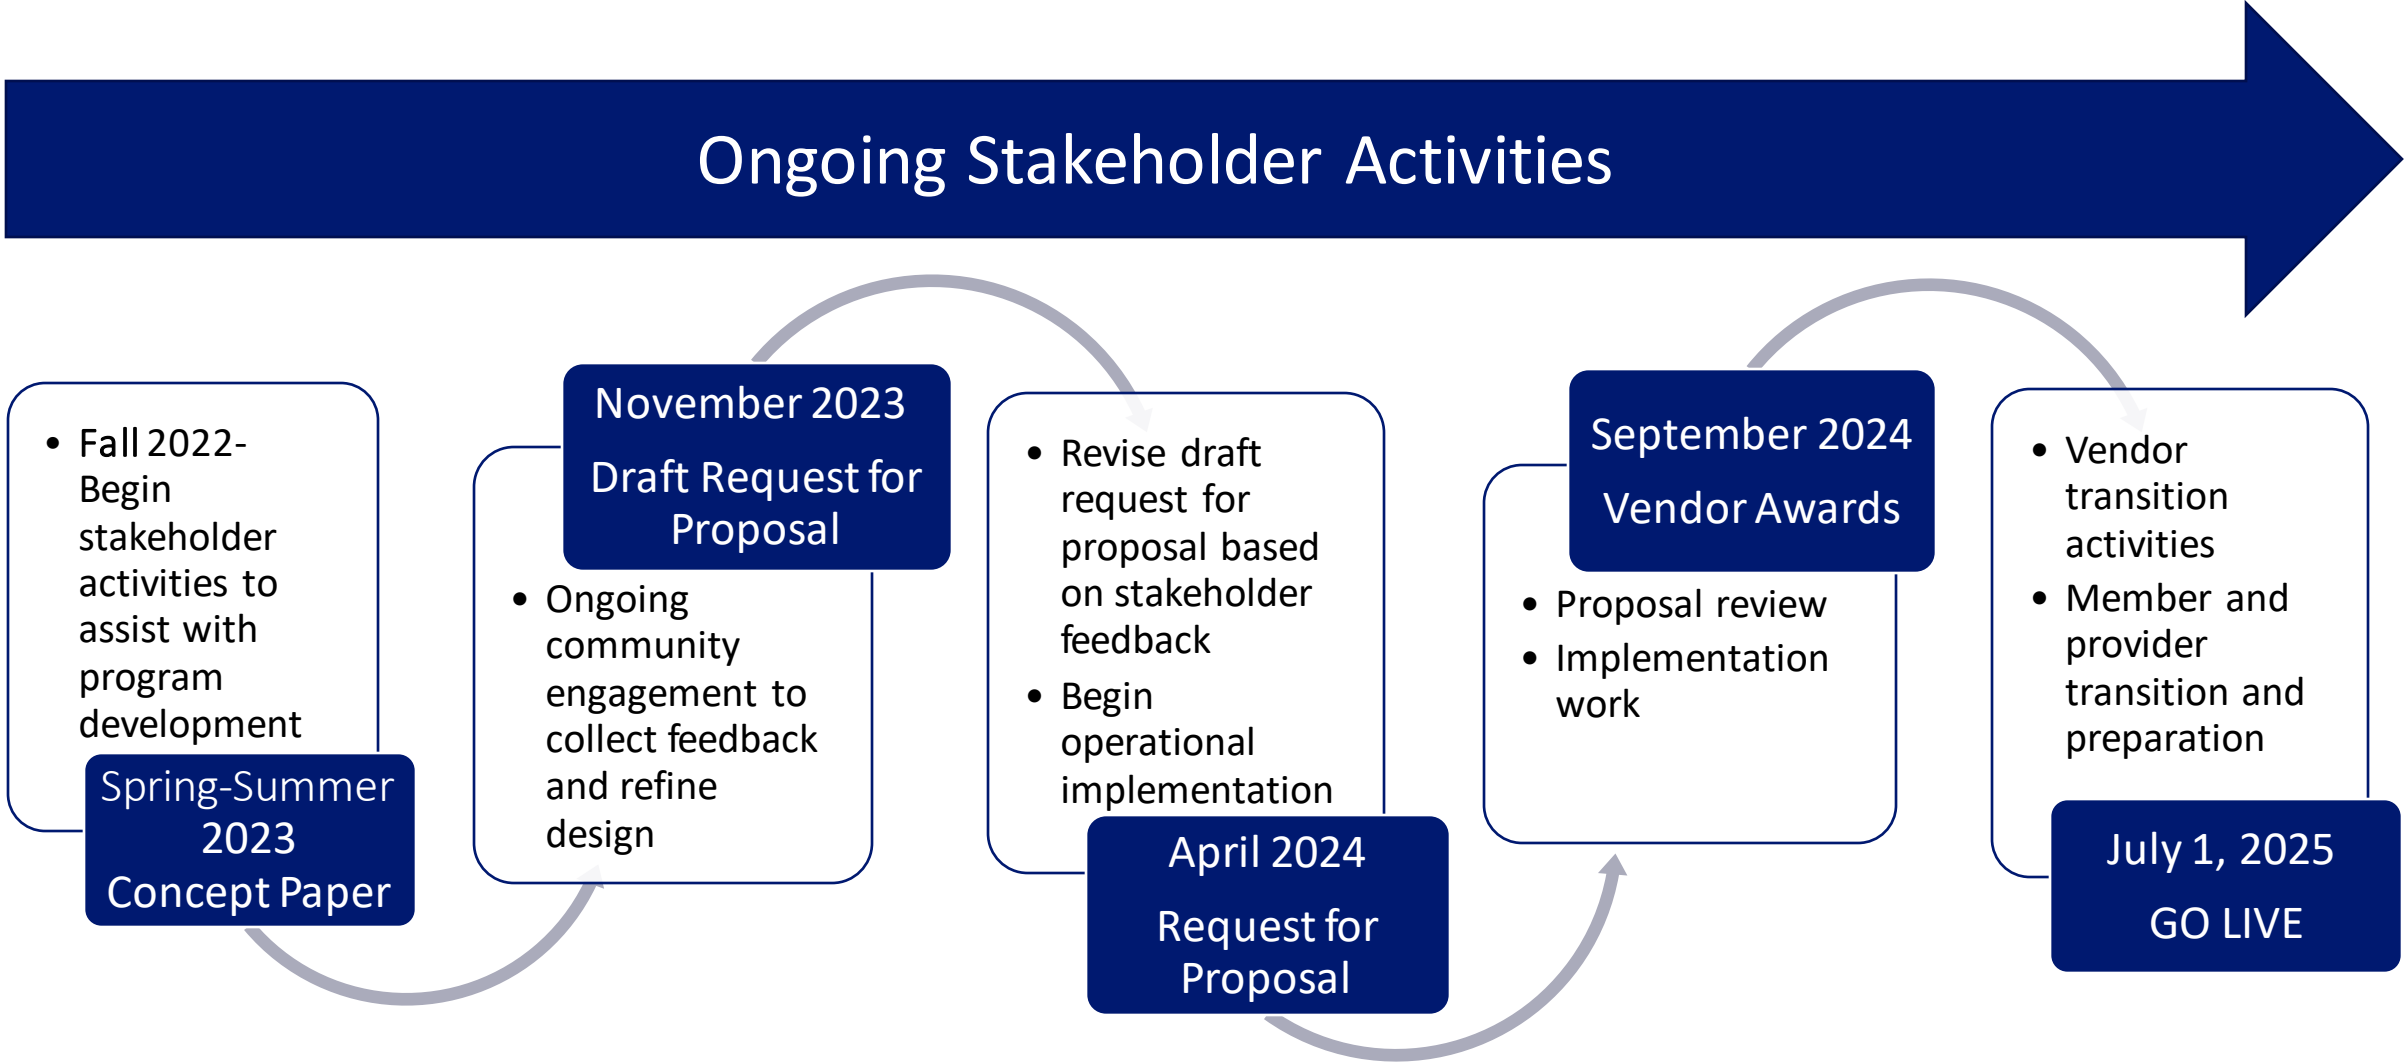 Ongoing Stakeholder Activities
• Fall 2022-
Begin
stakeholder
activities to
assist with
program
development
Spring-Summer
2023
Concept Paper
November 2023
Draft Request for
Proposal
• Ongoing
community
engagement to
collect feedback
and refine
design
• Revise draft
request for
proposal based
on stakeholder
feedback
• Begin
operational
implementation
April 2024
Request for
Proposal
September 2024
Vendor Awards
• Proposal review
• Implementation
work
• Vendor
transition
activities
• Member and
provider
transition and
preparation
July 1, 2025
GO LIVE